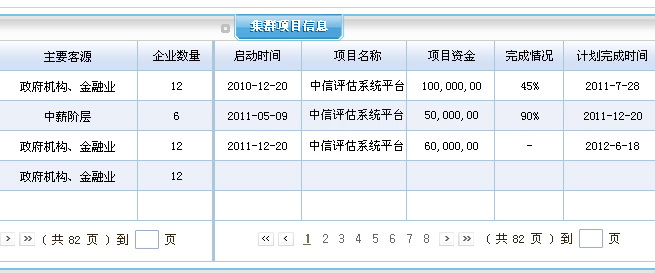 集群项目信息
主要客源 企业数量 启动时间 项目名称 项目资金 完成情况 计划完成时间
政府机构、金融业 12 2010-12-20 中信评估系统平台 100,000,00 45% 2011-7-28
中薪阶层 6 2011-05-09 中信评估系统平台 50,000,00 90% 2011-12-20
政府机构、金融业 12 2011-12-20 中信评估系统平台 60,000,00 - 2012-6-18
政府机构、金融业 12
> >> ( 共 82 页 ) 到 页 << < 1 2 3 4 5 6 7 8 > >> ( 共 82 页 ) 到 页